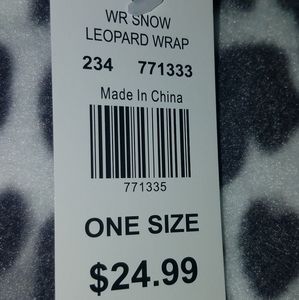 WR SNOW
LEOPARD WRAP
234 771333
Made In China
771335
ONE SIZE
$24.99